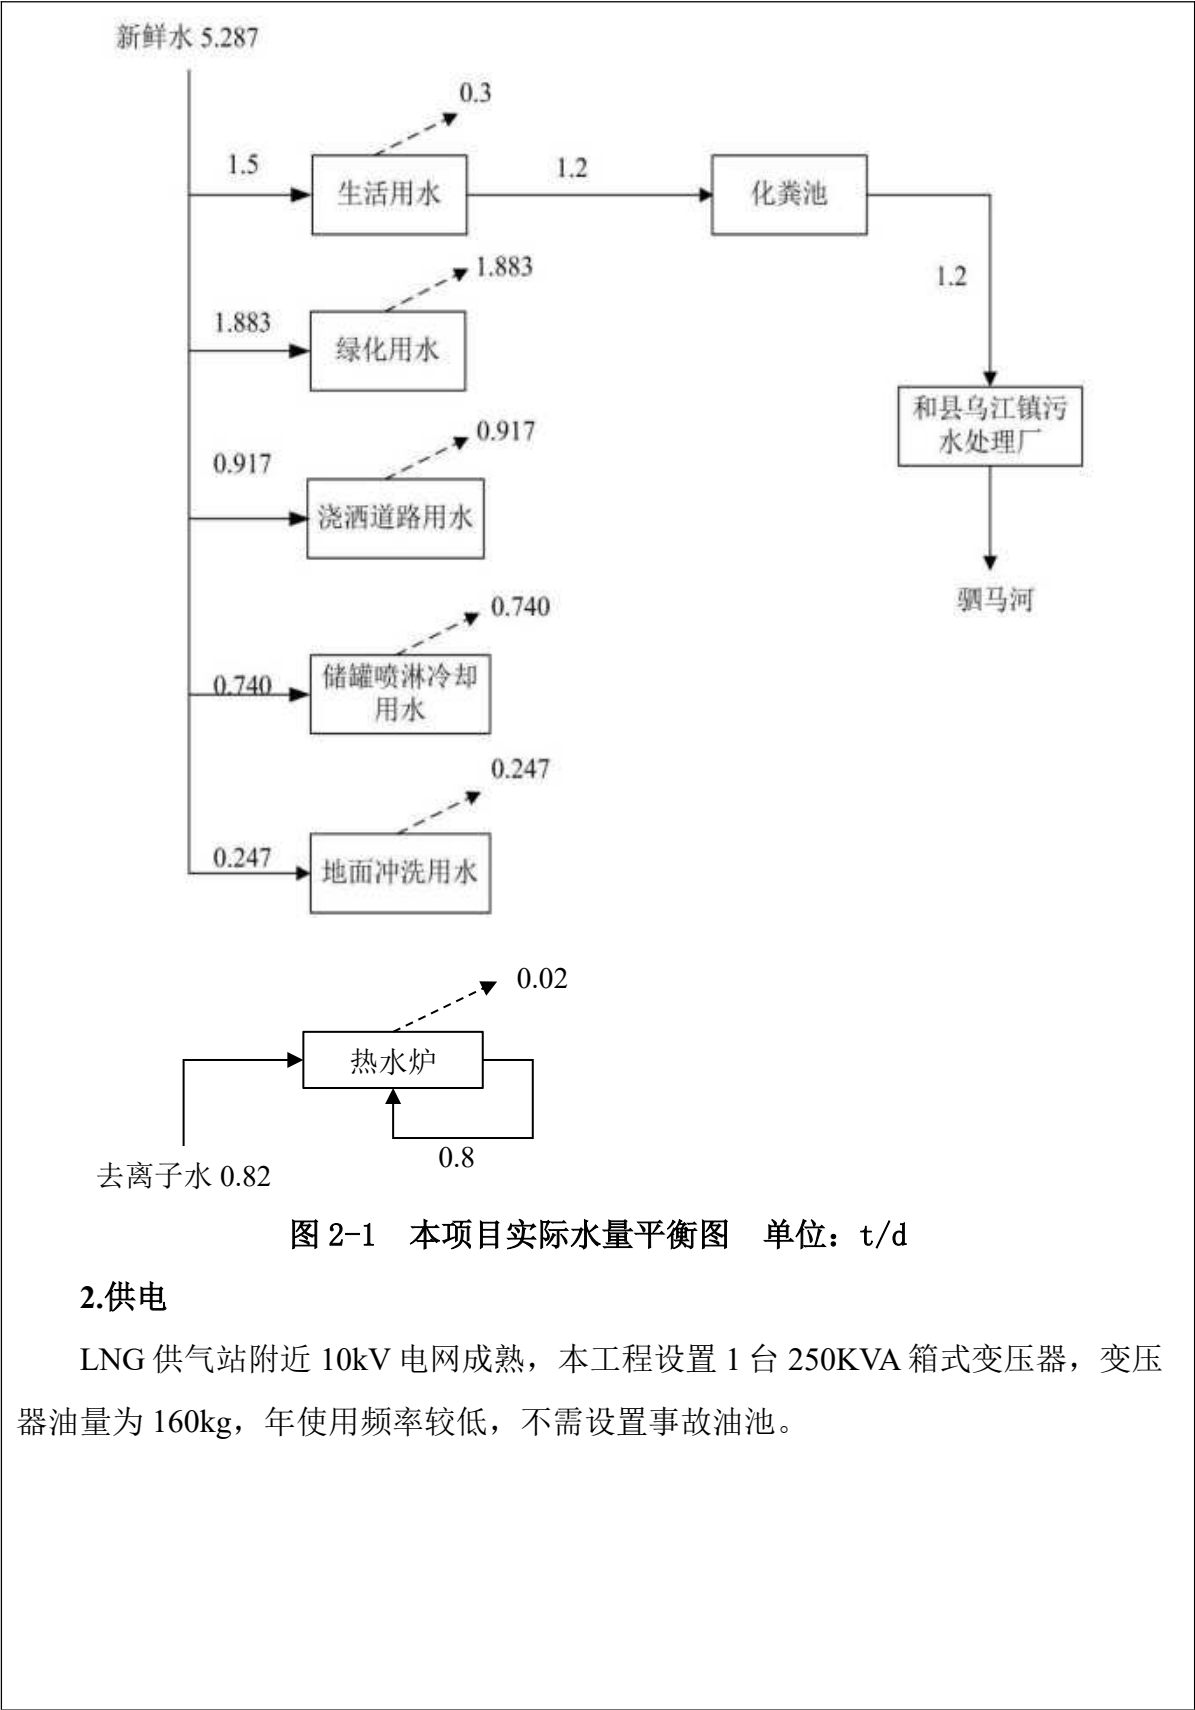 新鲜水 5.287
0.3
1.5
生活用水
1.2
化粪池
1.2
1.883
1.883
绿化用水
和县乌江镇污
水处理厂
0.917
0.917
浇洒道路用水
驷马河
0.740
0.740
储罐喷淋冷却
用水
0.247
0.247
地面冲洗用水
0.02
热水炉
0.8
去离子水 0.82
图 2-1 本项目实际水量平衡图 单位：t/d
2.供电
LNG 供气站附近 10kV 电网成熟，本工程设置 1 台 250KVA 箱式变压器，变压
器油量为 160kg，年使用频率较低，不需设置事故油池。